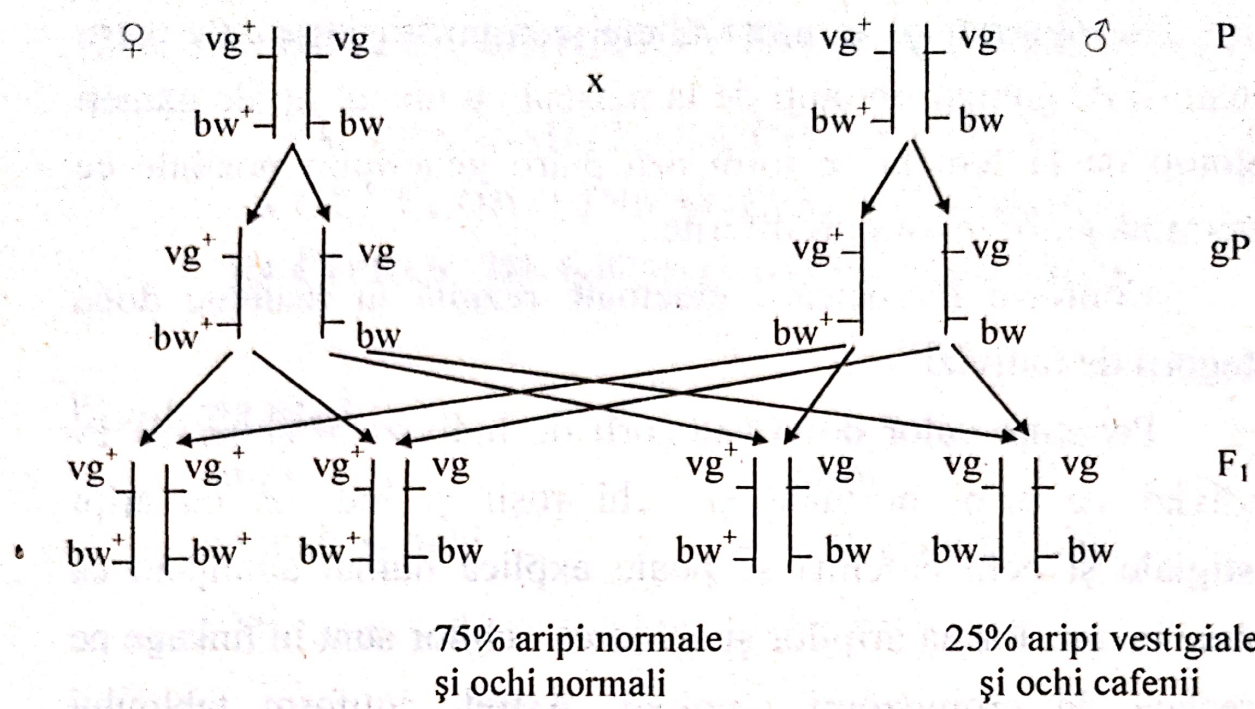 ♀ vg⁺ vg vg⁺ vg ♂ P
x
bw⁺ bw bw⁺ bw
vg⁺ vg vg⁺ vg gP
bw⁺ bw bw⁺ bw
vg⁺ vg⁺ vg⁺ vg vg⁺ vg vg vg F₁
bw⁺ bw⁺ bw⁺ bw bw⁺ bw bw bw
75% aripi normale 25% aripi vestigiale
şi ochi normali şi ochi cafenii